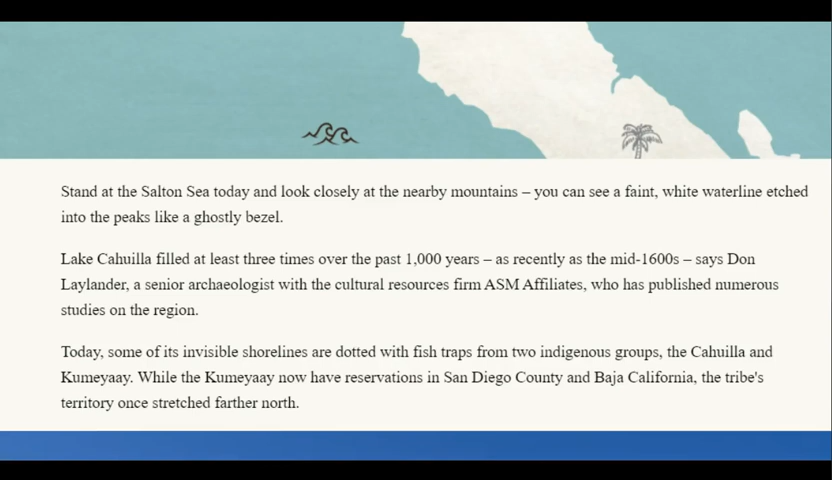 Stand at the Salton Sea today and look closely at the nearby mountains – you can see a faint, white waterline etched
into the peaks like a ghostly bezel.
Lake Cahuilla filled at least three times over the past 1,000 years – as recently as the mid-1600s – says Don
Laylander, a senior archaeologist with the cultural resources firm ASM Affiliates, who has published numerous
studies on the region.
Today, some of its invisible shorelines are dotted with fish traps from two indigenous groups, the Cahuilla and
Kumeyaay. While the Kumeyaay now have reservations in San Diego County and Baja California, the tribe's
territory once stretched farther north.